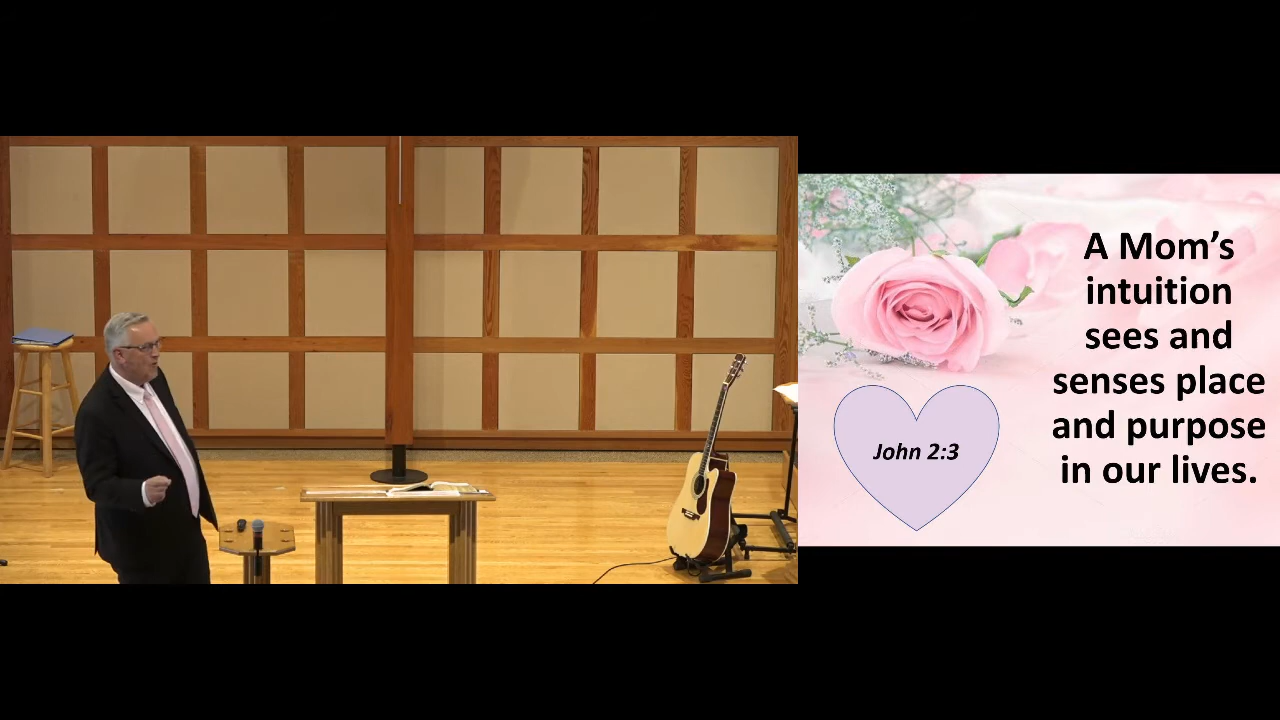 A Mom’s
intuition
sees and
senses place
and purpose
in our lives.
John 2:3